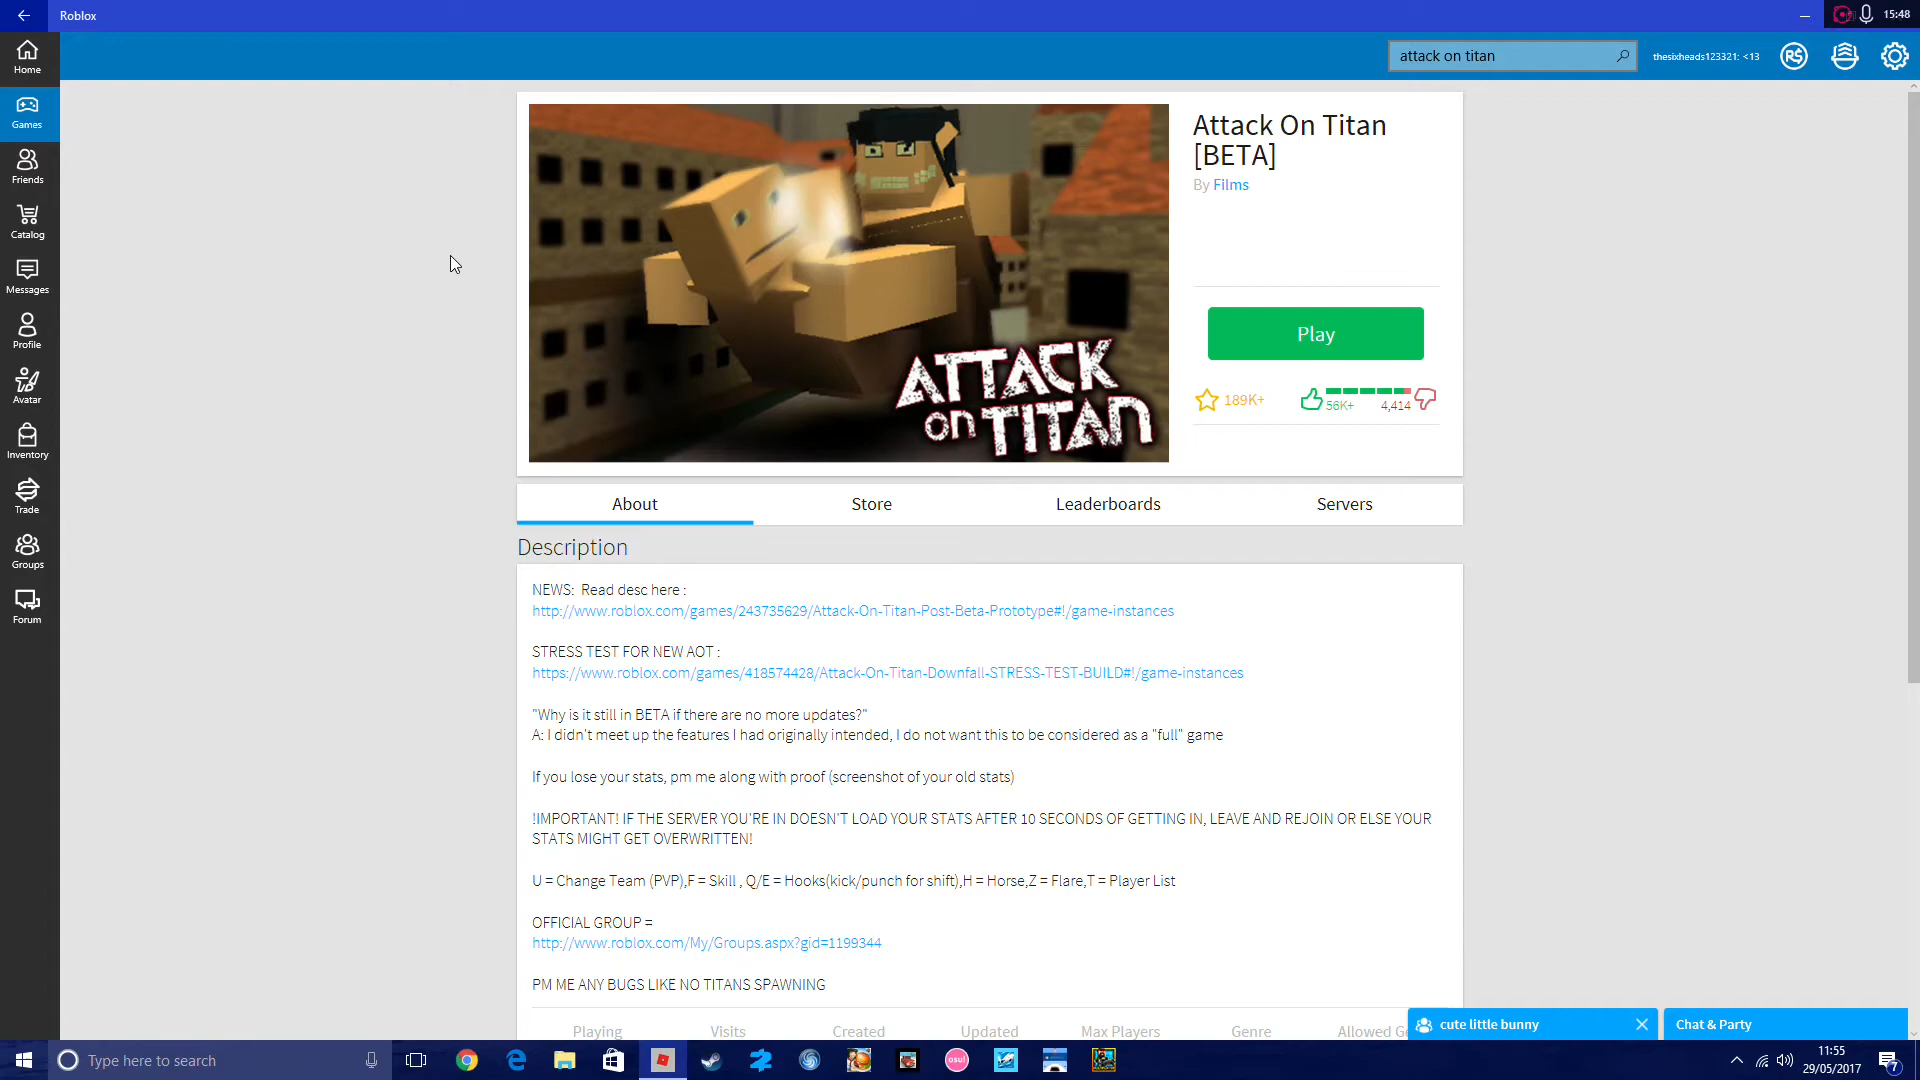 Roblox
15:48
Home
attack on titan
thesixheads123321: <13
R$
Games
Friends
Catalog
Messages
Profile
Avatar
Inventory
Trade
Groups
Forum
ATTACK
on TITAN
Attack On Titan
[BETA]
By Films
Play
189K+
56K+
4,414
About
Store
Leaderboards
Servers
Description
NEWS: Read desc here :
http://www.roblox.com/games/243735629/Attack-On-Titan-Post-Beta-Prototype#!/game-instances
STRESS TEST FOR NEW AOT :
https://www.roblox.com/games/418574428/Attack-On-Titan-Downfall-STRESS-TEST-BUILD#!/game-instances
"Why is it still in BETA if there are no more updates?"
A: I didn't meet up the features I had originally intended, I do not want this to be considered as a "full" game
If you lose your stats, pm me along with proof (screenshot of your old stats)
!IMPORTANT! IF THE SERVER YOU'RE IN DOESN'T LOAD YOUR STATS AFTER 10 SECONDS OF GETTING IN, LEAVE AND REJOIN OR ELSE YOUR
STATS MIGHT GET OVERWRITTEN!
U = Change Team (PVP),F = Skill , Q/E = Hooks(kick/punch for shift),H = Horse,Z = Flare,T = Player List
OFFICIAL GROUP =
http://www.roblox.com/My/Groups.aspx?gid=1199344
PM ME ANY BUGS LIKE NO TITANS SPAWNING
Playing
Visits
Created
Updated
Max Players
Genre
Allowed Ge
cute little bunny
Chat & Party
Type here to search
osu!
11:55
29/05/2017
7